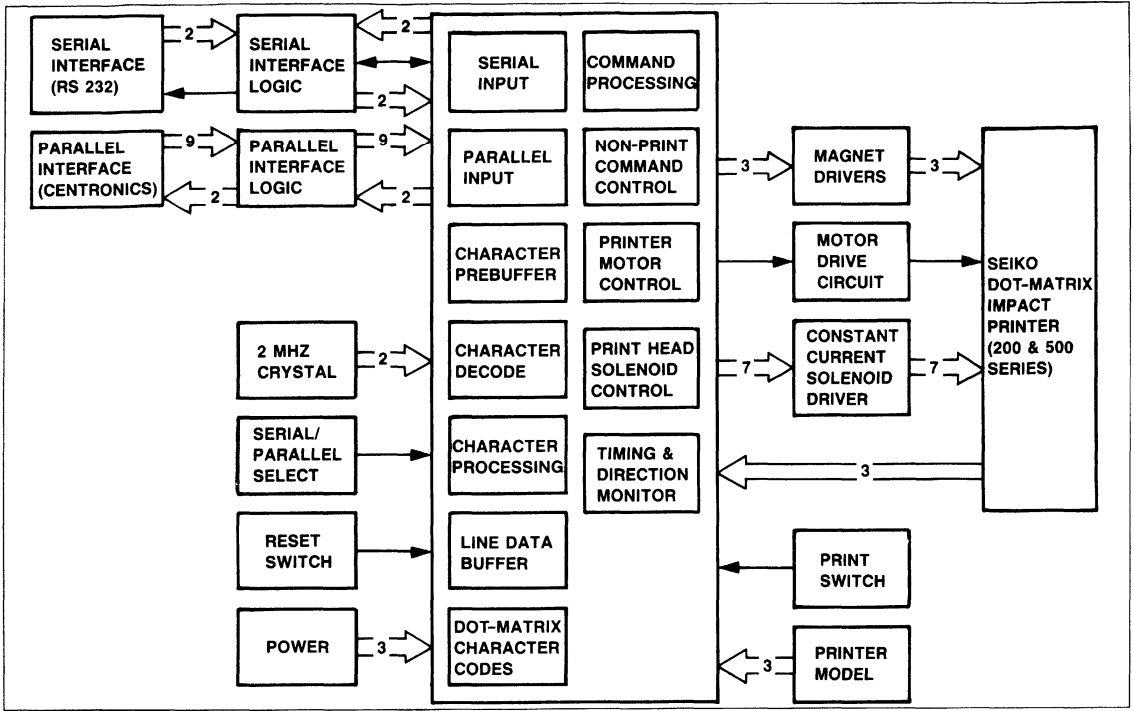 SERIAL
INTERFACE
(RS 232)
2
SERIAL
INTERFACE
LOGIC
2
2
PARALLEL
INTERFACE
(CENTRONICS)
9
2
PARALLEL
INTERFACE
LOGIC
9
2
2 MHZ
CRYSTAL
2
SERIAL/
PARALLEL
SELECT
RESET
SWITCH
POWER
3
SERIAL
INPUT
PARALLEL
INPUT
CHARACTER
PREBUFFER
CHARACTER
DECODE
CHARACTER
PROCESSING
LINE DATA
BUFFER
DOT-MATRIX
CHARACTER
CODES
COMMAND
PROCESSING
NON-PRINT
COMMAND
CONTROL
PRINTER
MOTOR
CONTROL
PRINT HEAD
SOLENOID
CONTROL
TIMING &
DIRECTION
MONITOR
3
MAGNET
DRIVERS
3
MOTOR
DRIVE
CIRCUIT
7
CONSTANT
CURRENT
SOLENOID
DRIVER
7
3
PRINT
SWITCH
3
PRINTER
MODEL
SEIKO
DOT-MATRIX
IMPACT
PRINTER
(200 & 500
SERIES)